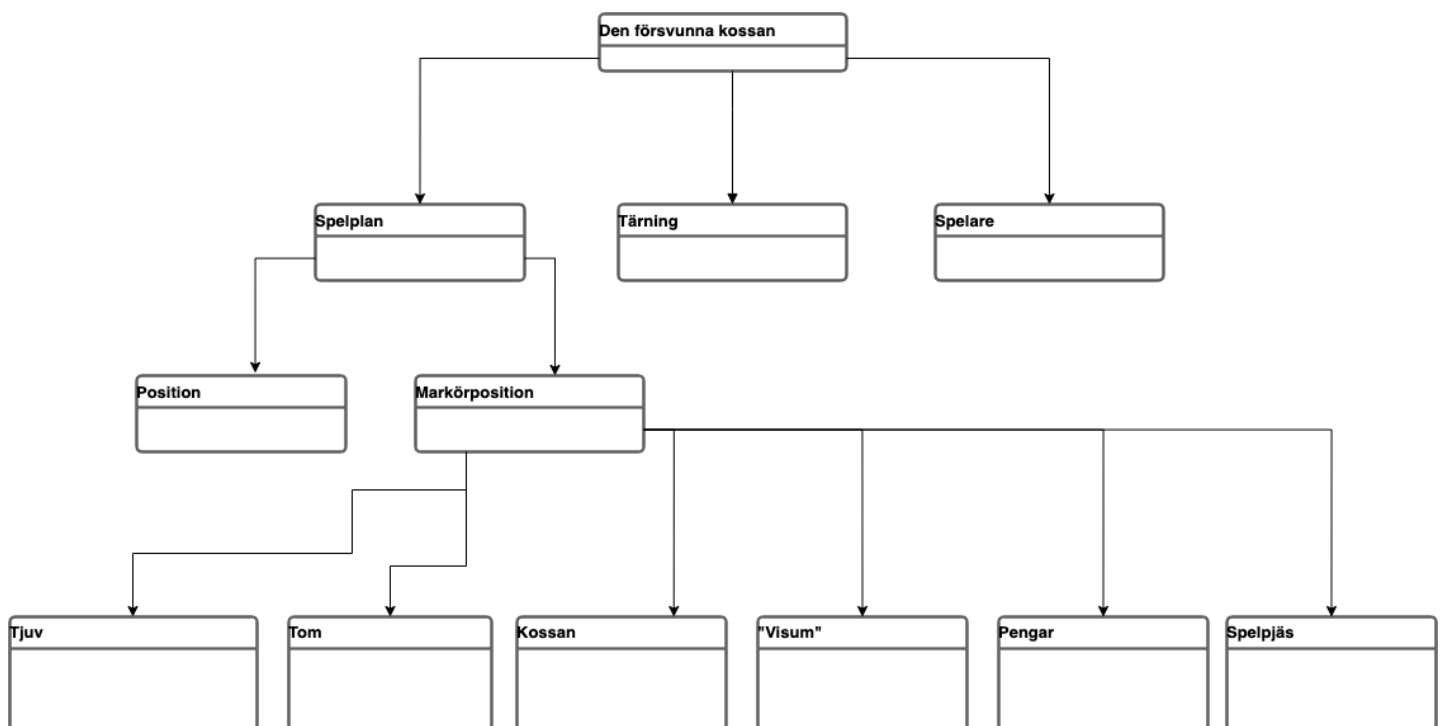 Den försvunna kossan
Spelplan
Tärning
Spelare
Position
Markörposition
Tjuv
Tom
Kossan
"Visum"
Pengar
Spelpjäs